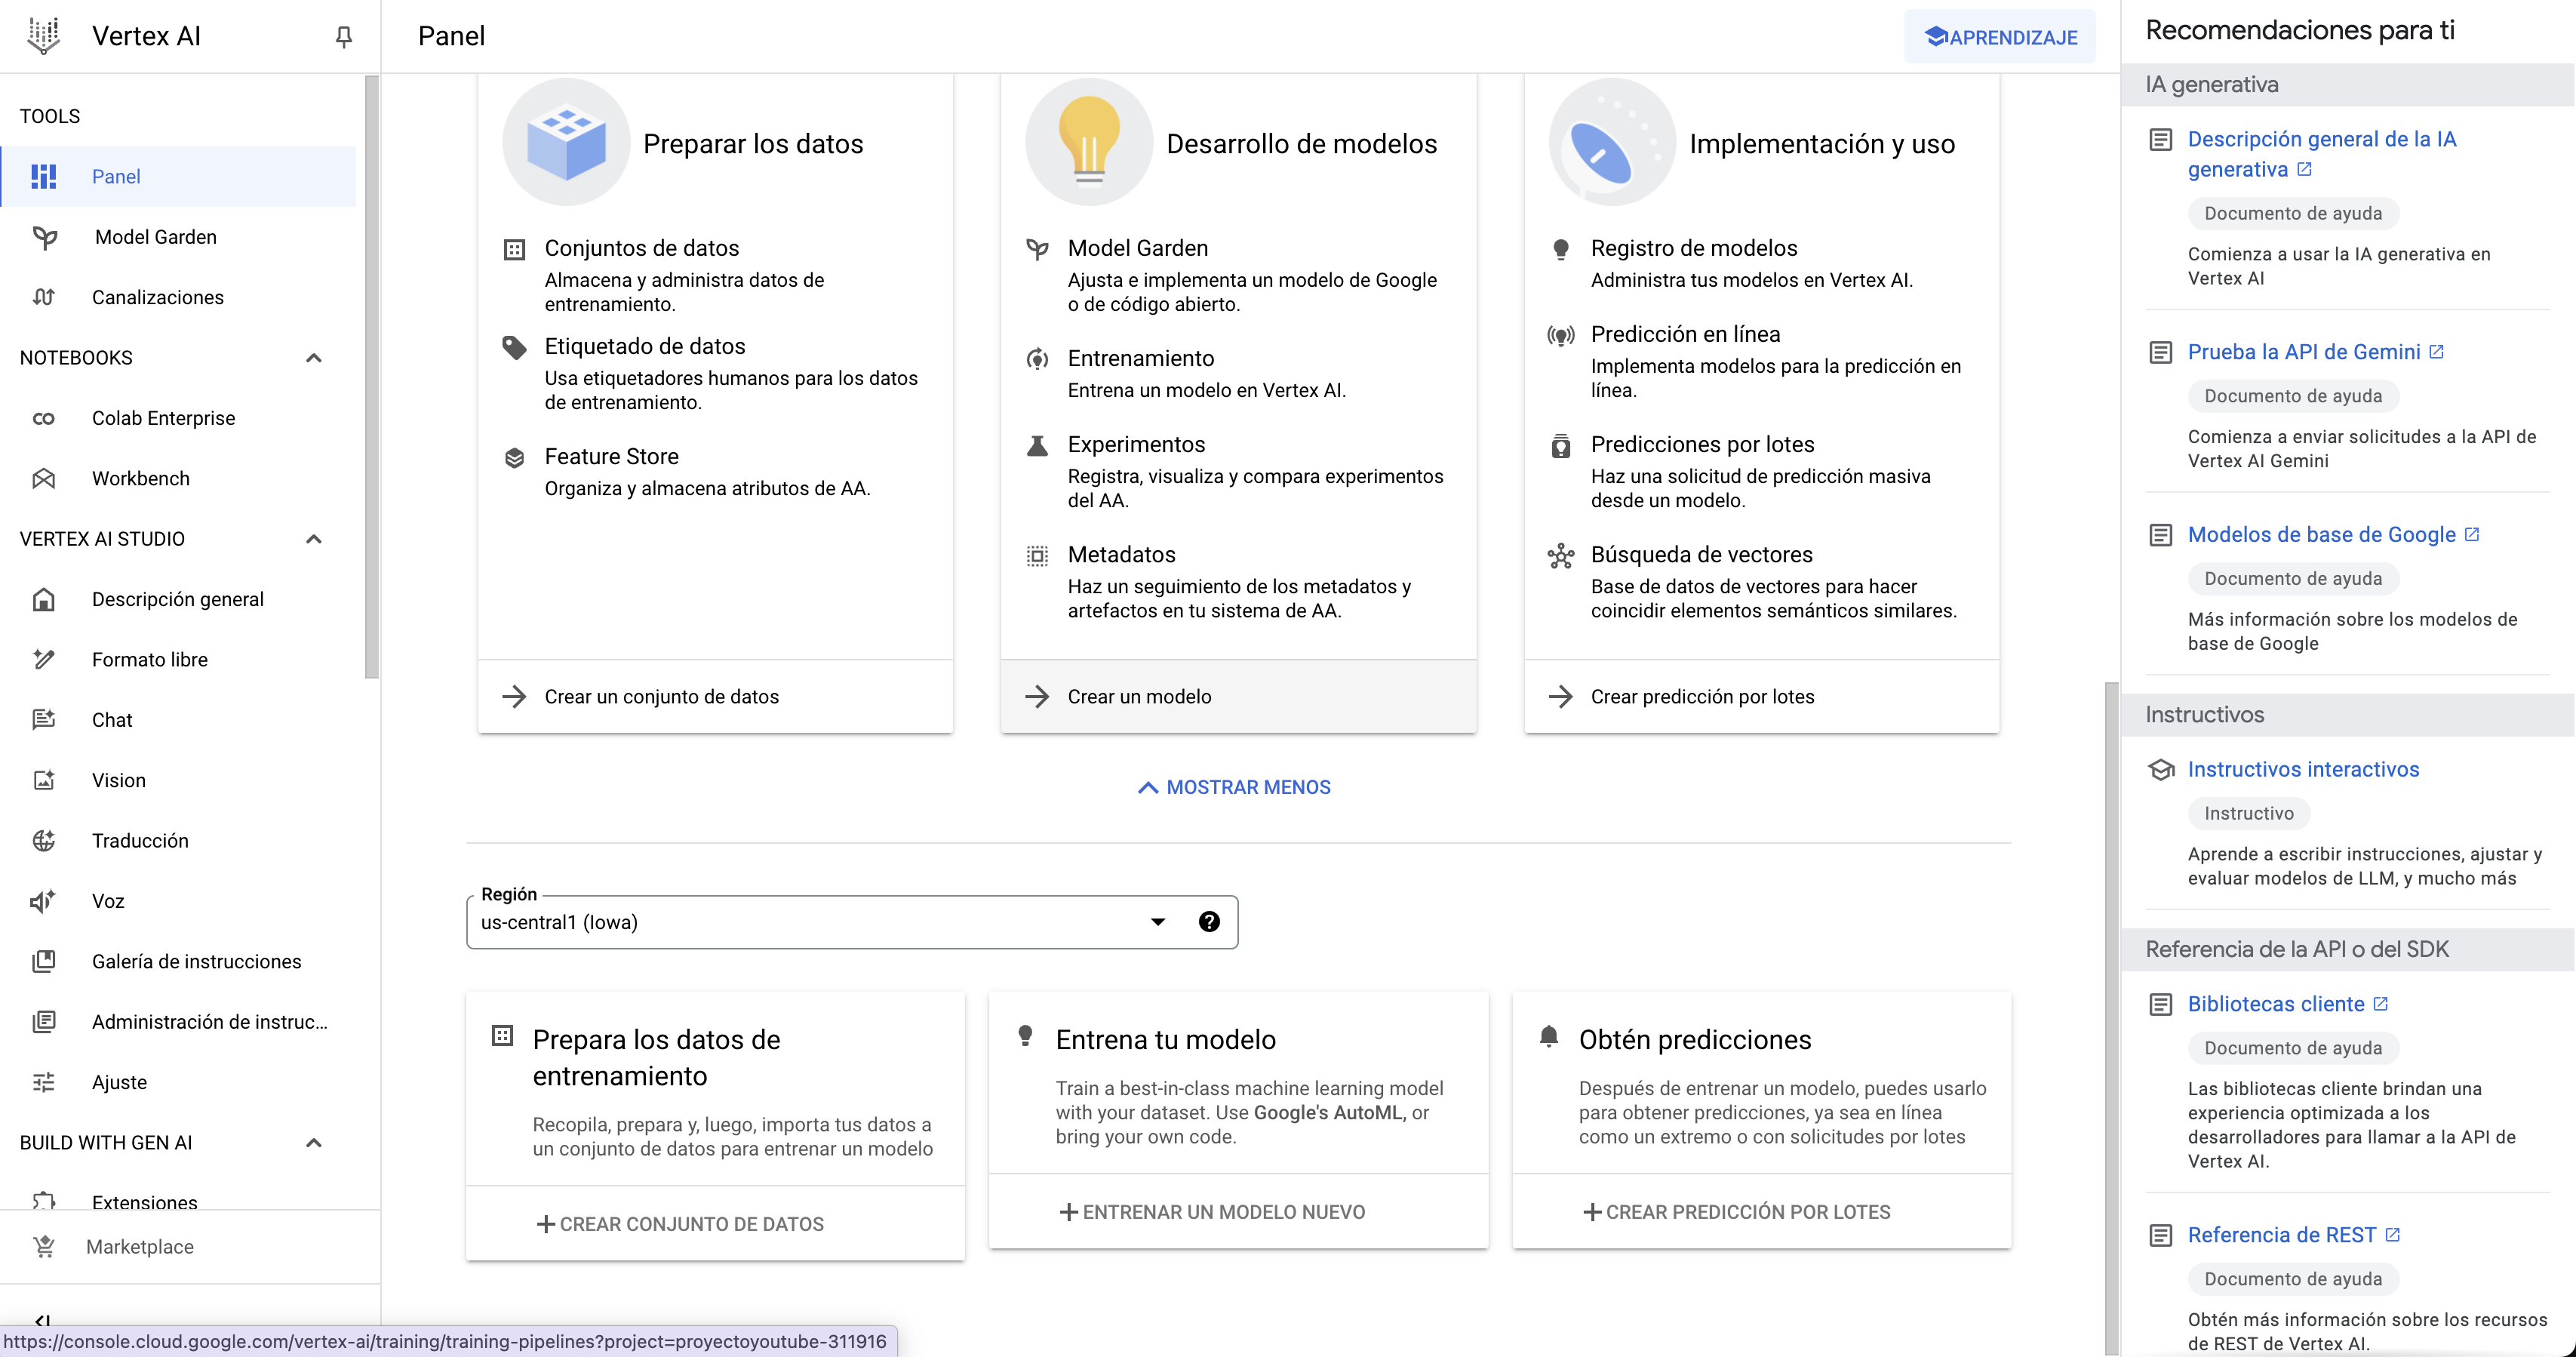 Vertex AI
TOOLS
Panel
Model Garden
Canalizaciones
NOTEBOOKS
Colab Enterprise
Workbench
VERTEX AI STUDIO
Descripción general
Formato libre
Chat
Vision
Traducción
Voz
Galería de instrucciones
Administración de instruc...
Ajuste
BUILD WITH GEN AI
Extensiones
Marketplace
Panel
APRENDIZAJE
Preparar los datos
Conjuntos de datos
Almacena y administra datos de
entrenamiento.
Etiquetado de datos
Usa etiquetadores humanos para los datos
de entrenamiento.
Feature Store
Organiza y almacena atributos de AA.
Crear un conjunto de datos
Desarrollo de modelos
Model Garden
Ajusta e implementa un modelo de Google
o de código abierto.
Entrenamiento
Entrena un modelo en Vertex AI.
Experimentos
Registra, visualiza y compara experimentos
del AA.
Metadatos
Haz un seguimiento de los metadatos y
artefactos en tu sistema de AA.
Crear un modelo
Implementación y uso
Registro de modelos
Administra tus modelos en Vertex AI.
Predicción en línea
Implementa modelos para la predicción en
línea.
Predicciones por lotes
Haz una solicitud de predicción masiva
desde un modelo.
Búsqueda de vectores
Base de datos de vectores para hacer
coincidir elementos semánticos similares.
Crear predicción por lotes
MOSTRAR MENOS
Región
us-central1 (Iowa)
Prepara los datos de
entrenamiento
Recopila, prepara y, luego, importa tus datos a
un conjunto de datos para entrenar un modelo
CREAR CONJUNTO DE DATOS
Entrena tu modelo
Train a best-in-class machine learning model
with your dataset. Use Google's AutoML, or
bring your own code.
ENTRENAR UN MODELO NUEVO
Obtén predicciones
Después de entrenar un modelo, puedes usarlo
para obtener predicciones, ya sea en línea
como un extremo o con solicitudes por lotes
CREAR PREDICCIÓN POR LOTES
Recomendaciones para ti
IA generativa
Descripción general de la IA
generativa
Documento de ayuda
Comienza a usar la IA generativa en
Vertex AI
Prueba la API de Gemini
Documento de ayuda
Comienza a enviar solicitudes a la API de
Vertex AI Gemini
Modelos de base de Google
Documento de ayuda
Más información sobre los modelos de
base de Google
Instructivos
Instructivos interactivos
Instructivo
Aprende a escribir instrucciones, ajustar y
evaluar modelos de LLM, y mucho más
Referencia de la API o del SDK
Bibliotecas cliente
Documento de ayuda
Las bibliotecas cliente brindan una
experiencia optimizada a los
desarrolladores para llamar a la API de
Vertex AI.
Referencia de REST
Documento de ayuda
Obtén más información sobre los recursos
de REST de Vertex AI.
https://console.cloud.google.com/vertex-ai/training/training-pipelines?project=proyectoyoutube-311916